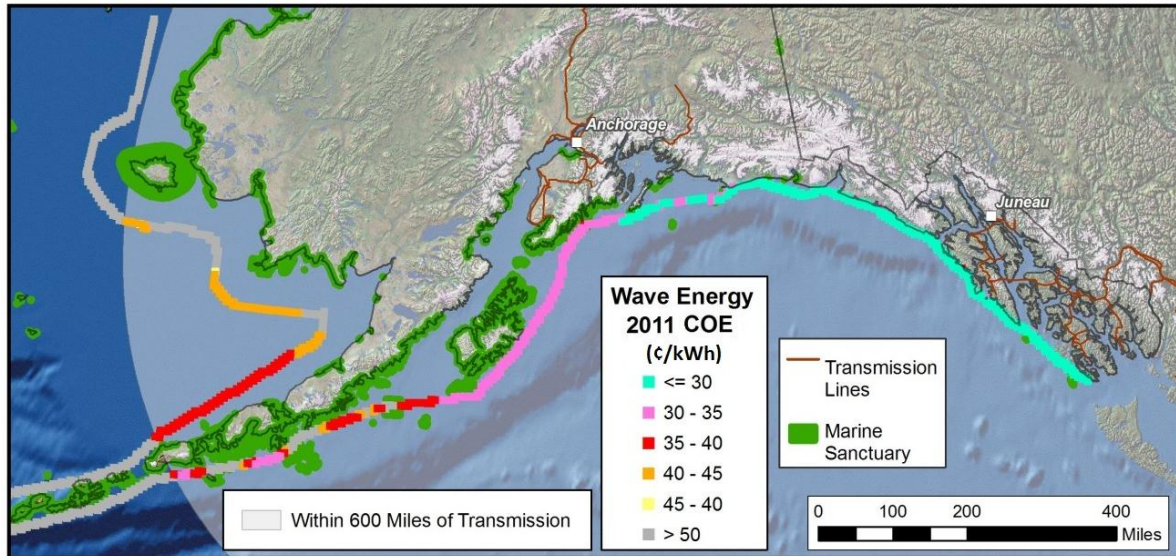 Anchorage
Juneau
Wave Energy
2011 COE
(¢/kWh)
<= 30
30 - 35
35 - 40
40 - 45
45 - 40
> 50
Transmission
Lines
Marine
Sanctuary
Within 600 Miles of Transmission
0 100 200 400
Miles